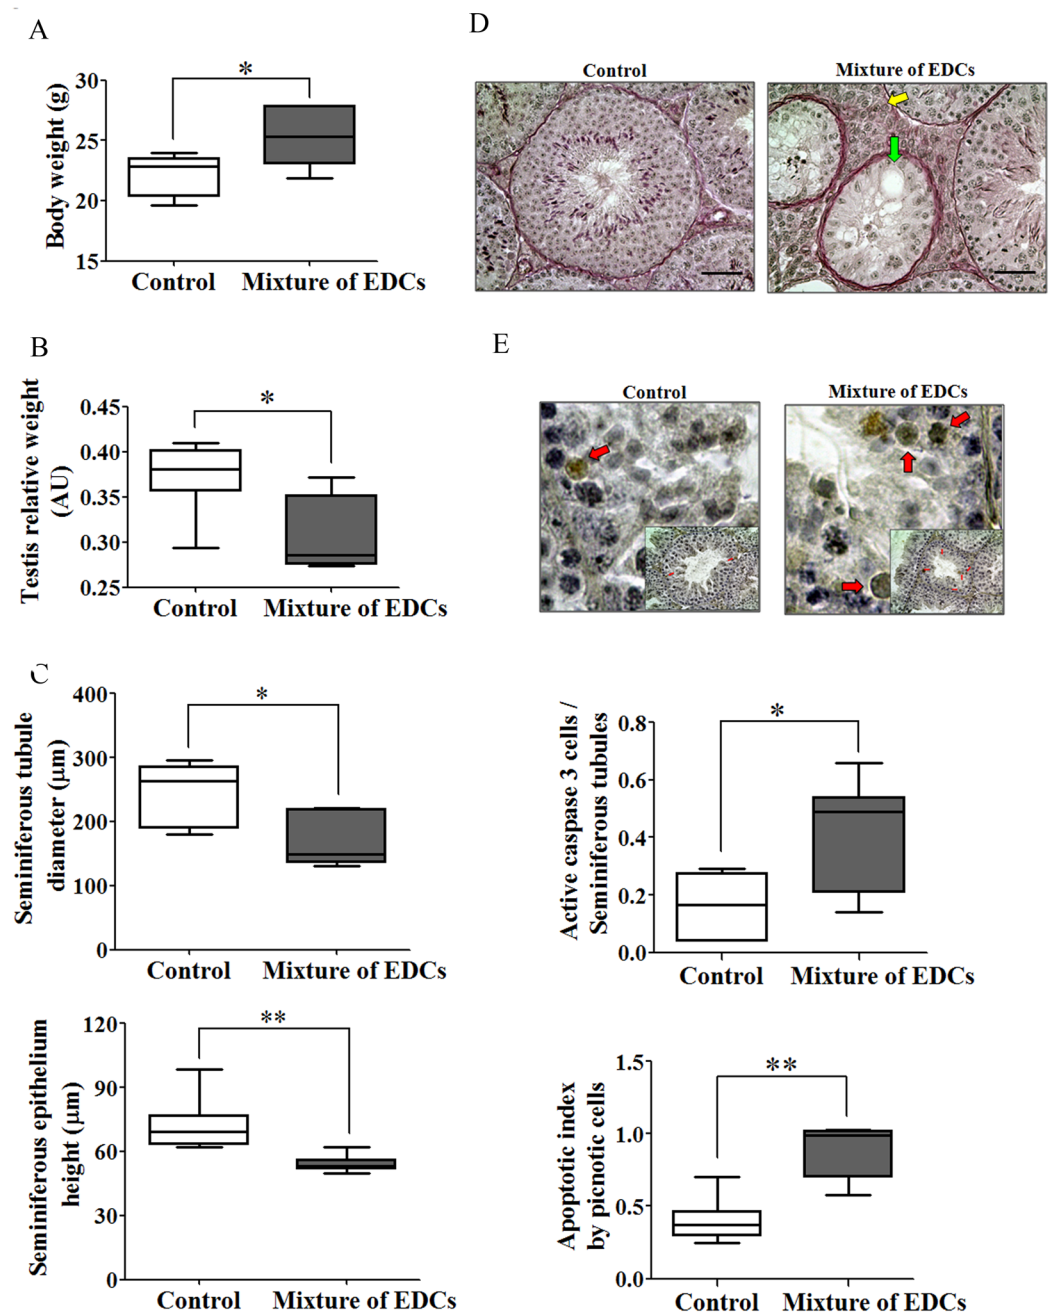 A
*
Body weight (g)
30
25
20
15
Control
Mixture of EDCs
B
*
Testis relative weight
(AU)
0.45
0.40
0.35
0.30
0.25
Control
Mixture of EDCs
C
*
Seminiferous tubule
diameter (µm)
400
300
200
100
0
Control
Mixture of EDCs
**
Seminiferous epithelium
height (µm)
120
90
60
30
0
Control
Mixture of EDCs
D
Control
Mixture of EDCs
E
Control
Mixture of EDCs
*
Active caspase 3 cells /
Seminiferous tubules
0.8
0.6
0.4
0.2
0.0
Control
Mixture of EDCs
**
Apoptotic index
by picnotic cells
1.5
1.0
0.5
0.0
Control
Mixture of EDCs